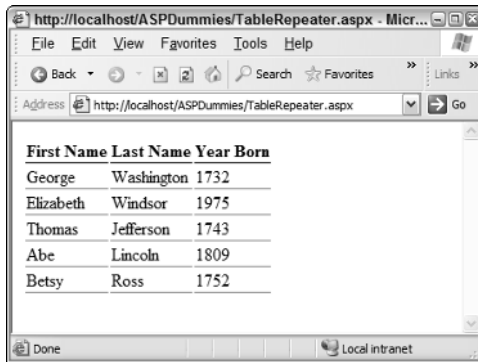 http://localhost/ASPDummies/TableRepeater.aspx - Micr...
File Edit View Favorites Tools Help
Back Search Favorites » Links »
Address http://localhost/ASPDummies/TableRepeater.aspx Go
First Name Last Name Year Born
George Washington 1732
Elizabeth Windsor 1975
Thomas Jefferson 1743
Abe Lincoln 1809
Betsy Ross 1752
Done Local intranet